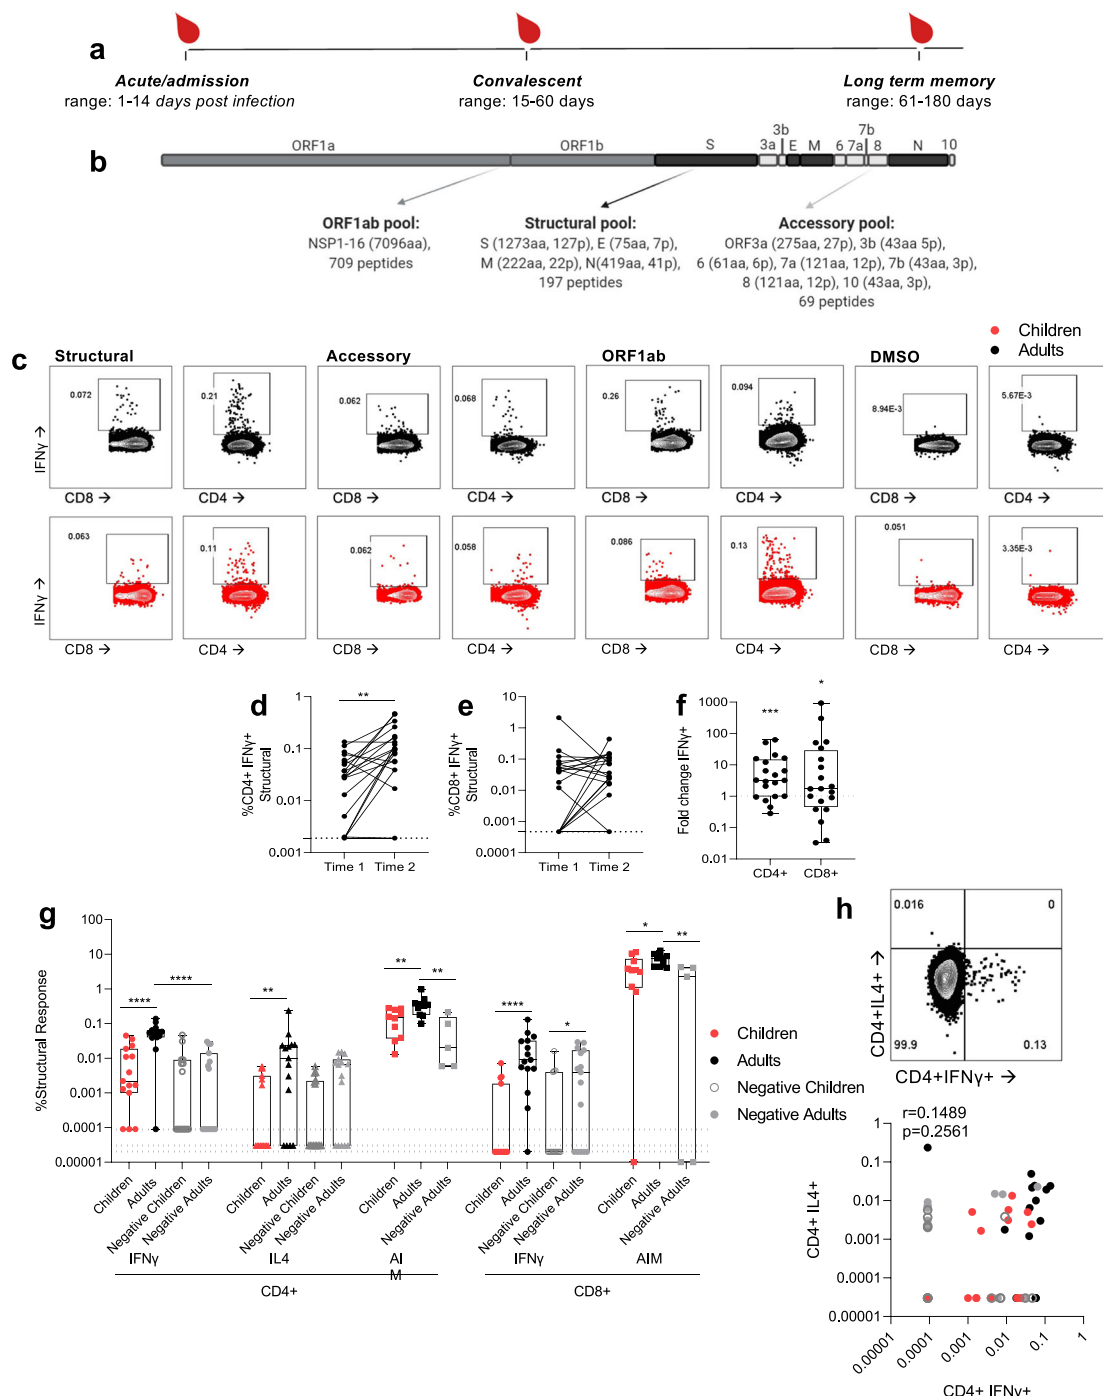 a
Acute/admission
range: 1-14 days post infection
Convalescent
range: 15-60 days
Long term memory
range: 61-180 days
b
ORF1a
ORF1b
S
3a
3b
E
M
6
7a
7b
8
N
10
ORF1ab pool:
NSP1-16 (7096aa),
709 peptides
Structural pool:
S (1273aa, 127p), E (75aa, 7p),
M (222aa, 22p), N(419aa, 41p),
197 peptides
Accessory pool:
ORF3a (275aa, 27p), 3b (43aa 5p),
6 (61aa, 6p), 7a (121aa, 12p), 7b (43aa, 3p),
8 (121aa, 12p), 10 (43aa, 3p),
69 peptides
Children
Adults
c
Structural
Accessory
ORF1ab
DMSO
IFNγ →
0.072
0.21
0.062
0.068
0.26
0.094
8.94E-3
5.67E-3
CD8 →
CD4 →
CD8 →
CD4 →
CD8 →
CD4 →
CD8 →
CD4 →
IFNγ →
0.063
0.11
0.062
0.058
0.086
0.13
0.051
3.35E-3
CD8 →
CD4 →
CD8 →
CD4 →
CD8 →
CD4 →
CD8 →
CD4 →
d
**
%CD4+ IFNγ+
Structural
1
0.1
0.01
0.001
Time 1
Time 2
e
%CD8+ IFNγ+
Structural
10
1
0.1
0.01
0.001
0.0001
Time 1
Time 2
f
Fold change IFNγ+
1000
100
10
1
0.1
0.01
***
*
CD4+
CD8+
g
%Structural Response
100
10
1
0.1
0.01
0.001
0.0001
0.00001
****
****
**
**
**
****
*
*
**
Children
Adults
Negative Children
Negative Adults
Children
Adults
Negative Children
Negative Adults
Children
Adults
Negative Adults
Children
Adults
Negative Children
Negative Adults
Children
Adults
Negative Adults
IFNγ
IL4
AI
M
IFNγ
AIM
CD4+
CD8+
Children
Adults
Negative Children
Negative Adults
h
CD4+IL4+ →
0.016
0
99.9
0.13
CD4+IFNγ+ →
r=0.1489
p=0.2561
CD4+ IL4+
1
0.1
0.01
0.001
0.0001
0.00001
0.00001
0.0001
0.001
0.01
0.1
1
CD4+ IFNγ+